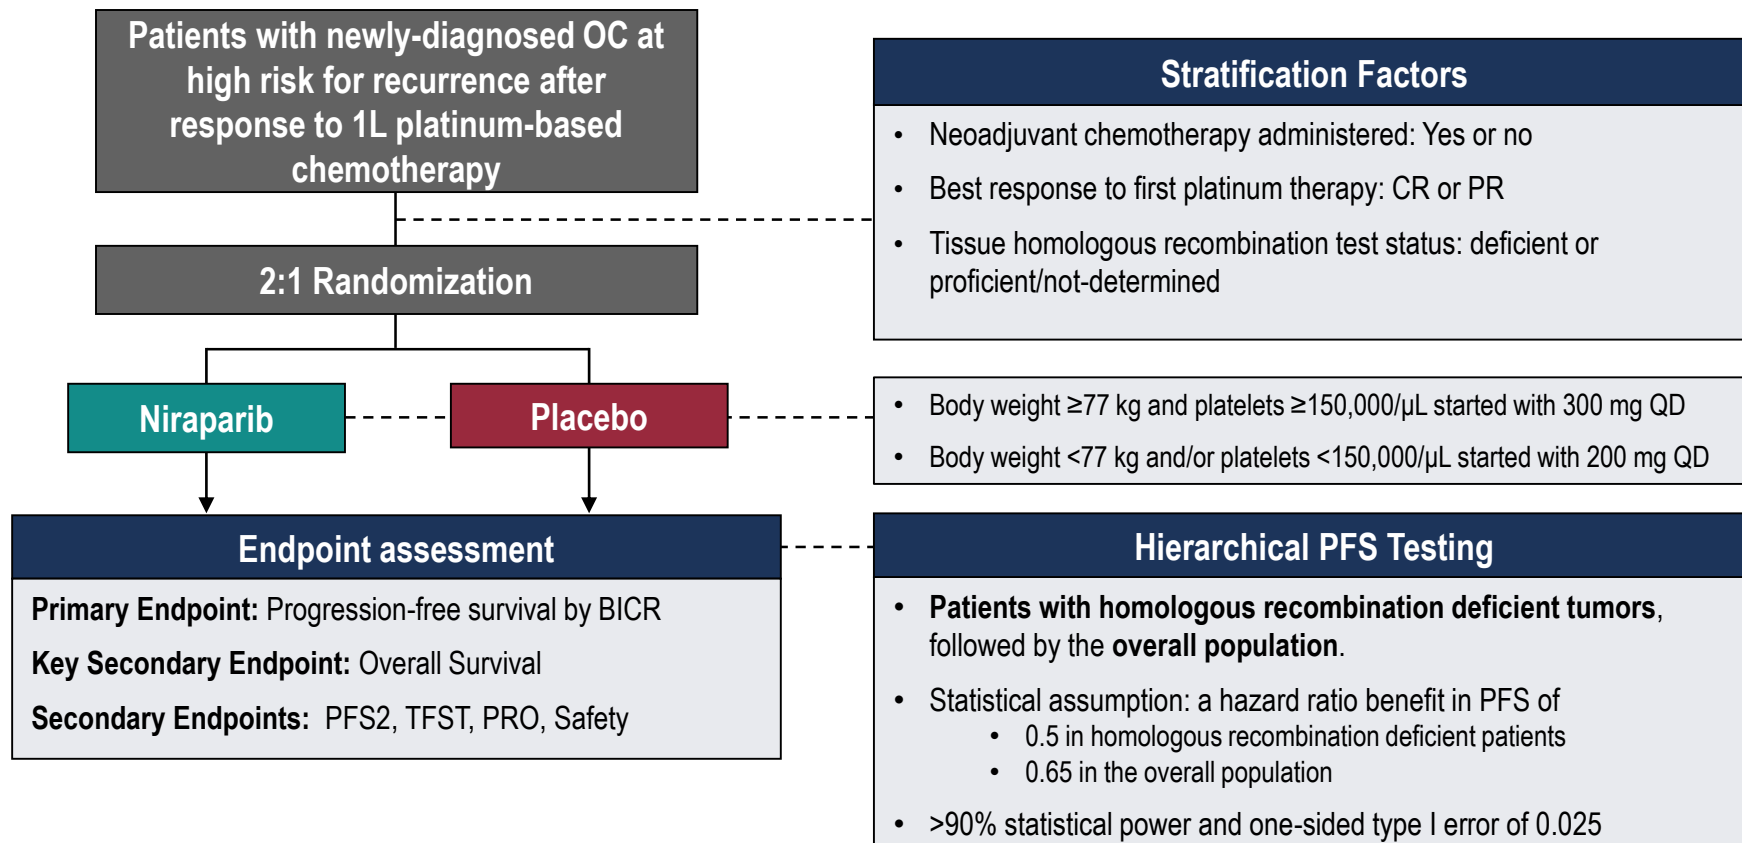 Patients with newly-diagnosed OC at
high risk for recurrence after
response to 1L platinum-based
chemotherapy
2:1 Randomization
Niraparib
Placebo
Endpoint assessment
Primary Endpoint: Progression-free survival by BICR
Key Secondary Endpoint: Overall Survival
Secondary Endpoints: PFS2, TFST, PRO, Safety
Stratification Factors
• Neoadjuvant chemotherapy administered: Yes or no
• Best response to first platinum therapy: CR or PR
• Tissue homologous recombination test status: deficient or
proficient/not-determined
• Body weight ≥77 kg and platelets ≥150,000/μL started with 300 mg QD
• Body weight <77 kg and/or platelets <150,000/μL started with 200 mg QD
Hierarchical PFS Testing
• Patients with homologous recombination deficient tumors,
followed by the overall population.
• Statistical assumption: a hazard ratio benefit in PFS of
• 0.5 in homologous recombination deficient patients
• 0.65 in the overall population
• >90% statistical power and one-sided type I error of 0.025